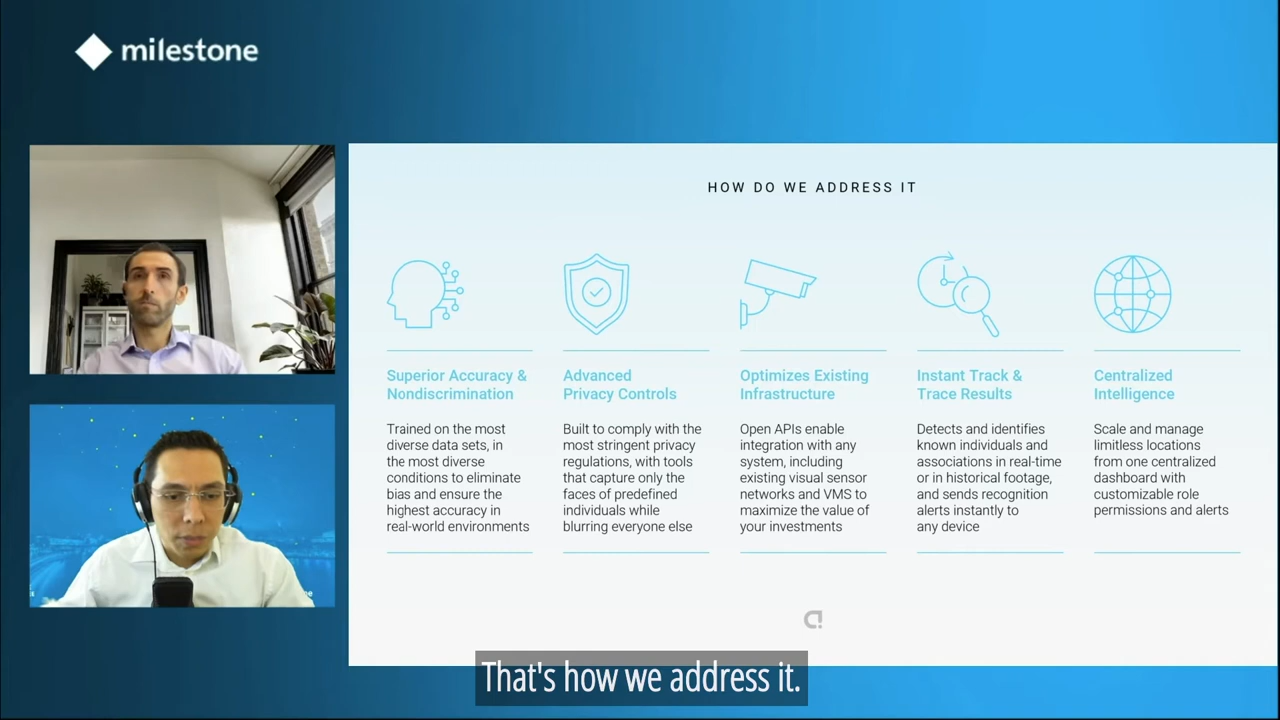 milestone
HOW DO WE ADDRESS IT
Superior Accuracy &
Nondiscrimination
Trained on the most
diverse data sets, in
the most diverse
conditions to eliminate
bias and ensure the
highest accuracy in
real-world environments
Advanced
Privacy Controls
Built to comply with the
most stringent privacy
regulations, with tools
that capture only the
faces of predefined
individuals while
blurring everyone else
Optimizes Existing
Infrastructure
Open APIs enable
integration with any
system, including
existing visual sensor
networks and VMS to
maximize the value of
your investments
Instant Track &
Trace Results
Detects and identifies
known individuals and
associations in real-time
or in historical footage,
and sends recognition
alerts instantly to
any device
Centralized
Intelligence
Scale and manage
limitless locations
from one centralized
dashboard with
customizable role
permissions and alerts
That's how we address it.